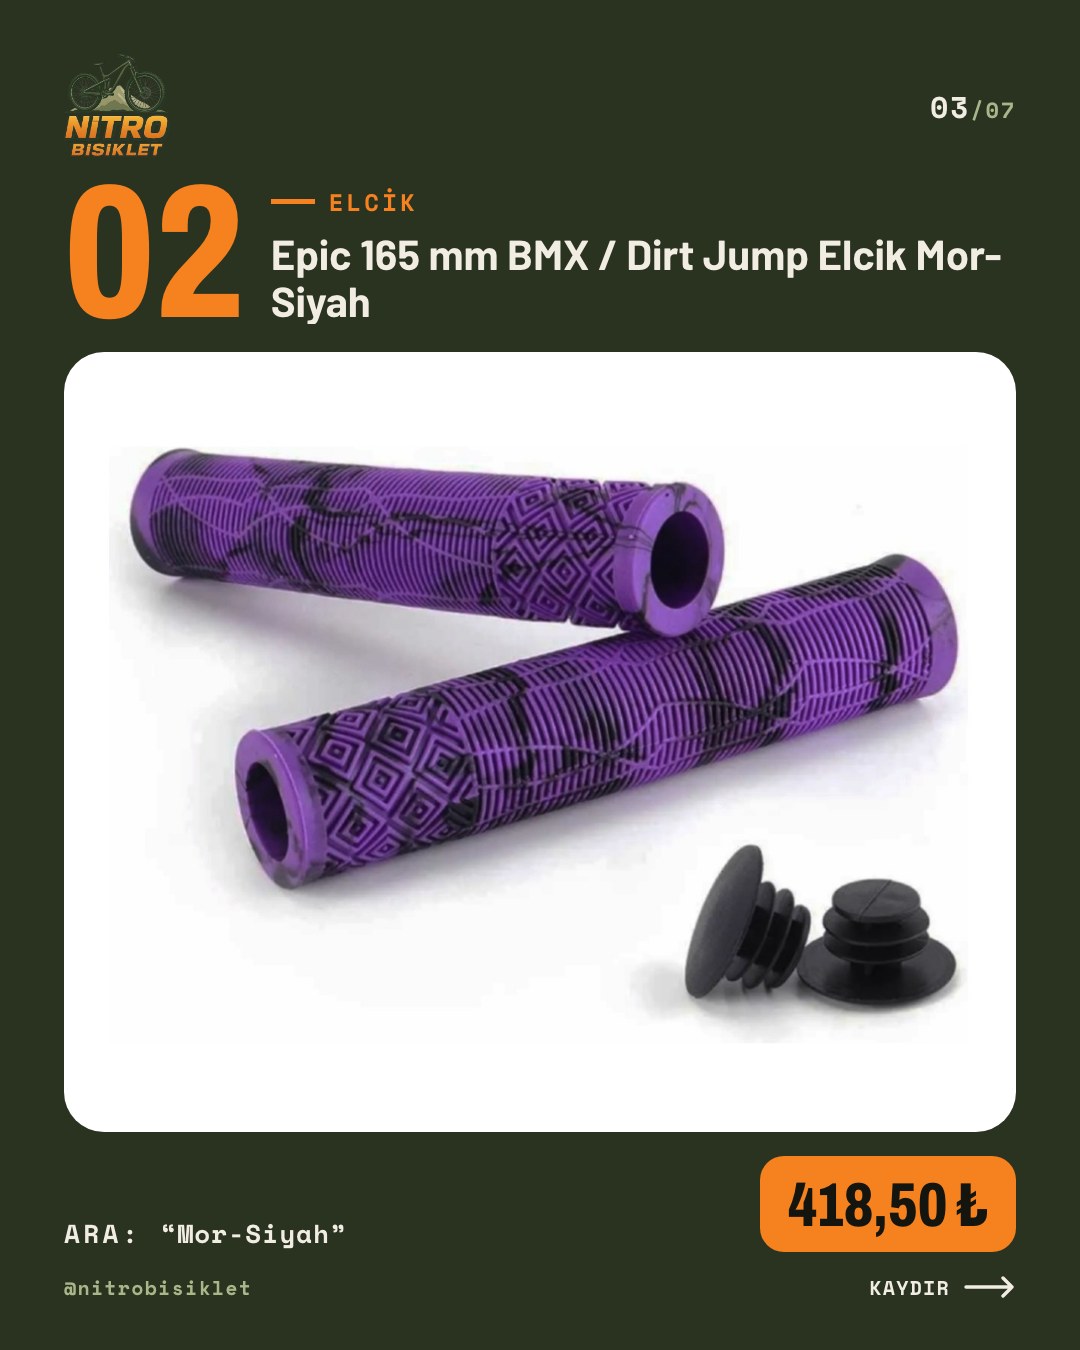 NiTRO
BISIKLET
03/07
02
ELCİK
Epic 165 mm BMX / Dirt Jump Elcik Mor-
Siyah
418,50 ₺
ARA: “Mor-Siyah”
@nitrobisiklet
KAYDIR